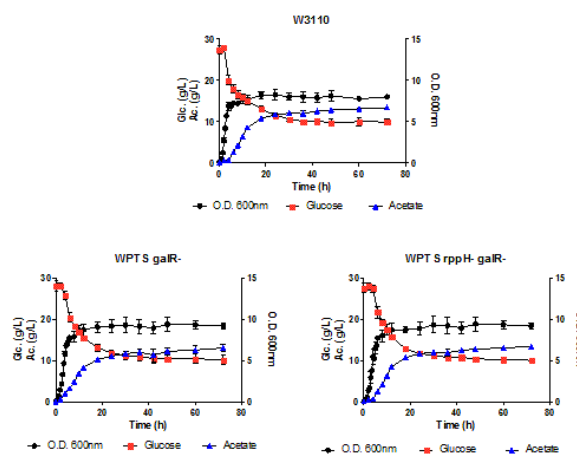 W3110
30
20
10
0
Glc. (g/L)
Ac. (g/L)
15
10
5
0
O.D. 600nm
0 20 40 60 80
Time (h)
O.D. 600nm Glucose Acetate
WPTS galR-
30
20
10
0
Glc. (g/L)
Ac. (g/L)
15
10
5
0
O.D. 600nm
0 20 40 60 80
Time (h)
O.D. 600nm Glucose Acetate
WPTS rppH- galR-
30
20
10
0
Glc. (g/L)
Ac. (g/L)
15
10
5
0
0 20 40 60 80
Time (h)
O.D. 600nm Glucose Acetate